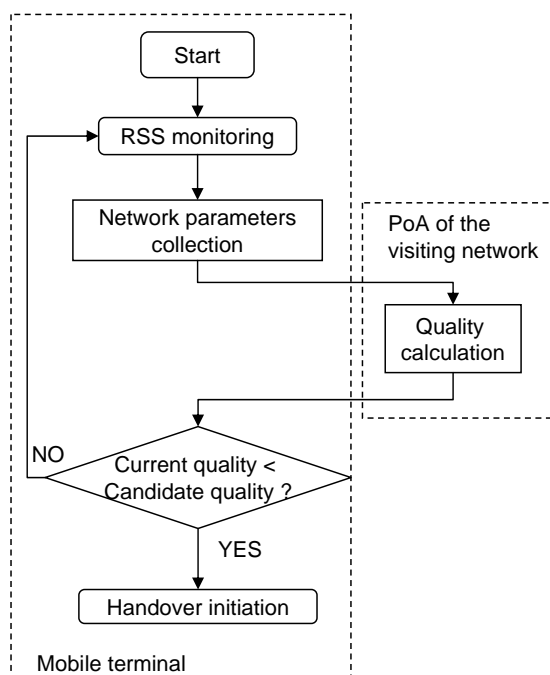 Start
RSS monitoring
Network parameters
collection
PoA of the
visiting network
Quality
calculation
NO
Current quality <
Candidate quality ?
YES
Handover initiation
Mobile terminal